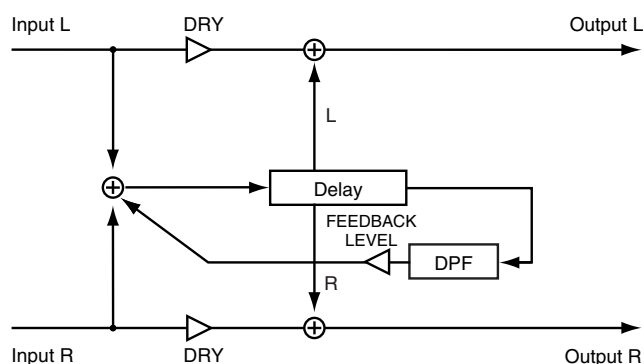 Input L
DRY
Output L
L
Delay
FEEDBACK
LEVEL
DPF
R
Input R
DRY
Output R